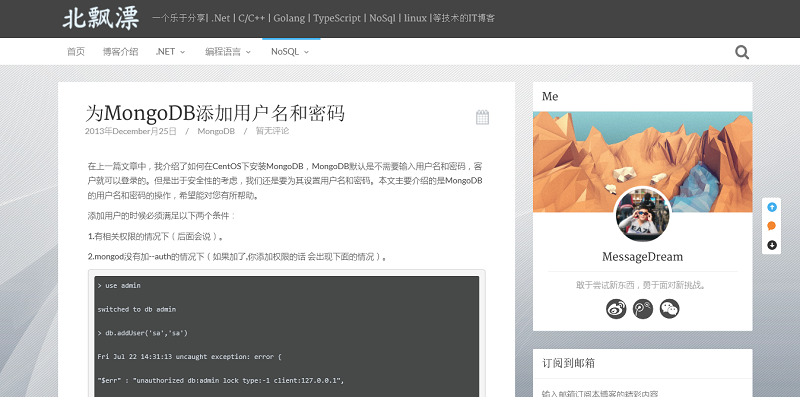 北飘漂
一个乐于分享| .Net | C/C++ | Golang | TypeScript | NoSql | linux |等技术的IT博客
首页 博客介绍 .NET 编程语言 NoSQL
为MongoDB添加用户名和密码
2013年December月25日 / MongoDB / 暂无评论
在上一篇文章中，我介绍了如何在CentOS下安装MongoDB，MongoDB默认是不需要输入用户名和密码，客
户就可以登录的。但是出于安全性的考虑，我们还是要为其设置用户名和密码。本文主要介绍的是MongoDB
的用户名和密码的操作，希望能对您有所帮助。
添加用户的时候必须满足以下两个条件：
1.有相关权限的情况下（后面会说）。
2.mongod没有加--auth的情况下（如果加了,你添加权限的话 会出现下面的情况）。
> use admin
switched to db admin
> db.addUser('sa','sa')
Fri Jul 22 14:31:13 uncaught exception: error {
"$err" : "unauthorized db:admin lock type:-1 client:127.0.0.1",
Me
MessageDream
敢于尝试新东西，勇于面对新挑战。
订阅到邮箱
输入邮箱订阅本博客的精彩内容